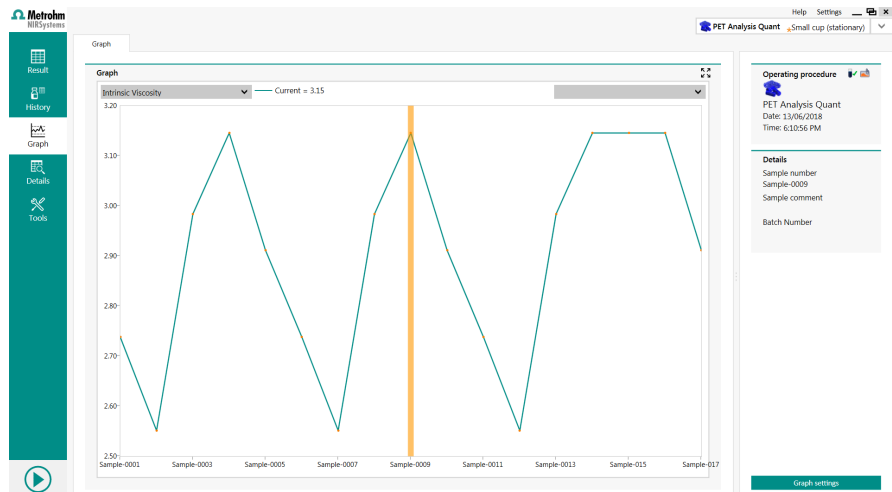 Metrohm
NIRSystems
Help Settings
PET Analysis Quant Small cup (stationary)
Result
History
Graph
Details
Tools
Graph
Graph
Intrinsic Viscosity
Current = 3.15
3.20
3.10
3.00
2.90
2.80
2.70
2.60
2.50
Sample-0001 Sample-0003 Sample-0005 Sample-0007 Sample-0009 Sample-0011 Sample-0013 Sample-015 Sample-017
Operating procedure
PET Analysis Quant
Date: 13/06/2018
Time: 6:10:56 PM
Details
Sample number
Sample-0009
Sample comment
Batch Number
Graph settings